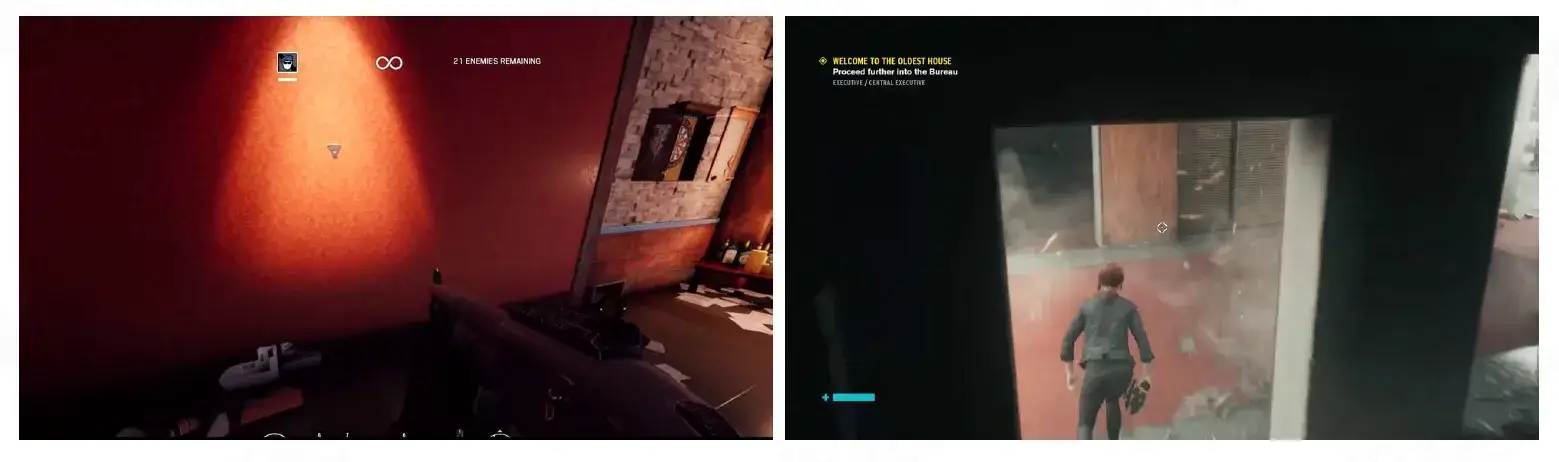 21 ENEMIES REMAINING
WELCOME TO THE OLDEST HOUSE
Proceed further into the Bureau
EXECUTIVE / CENTRAL EXECUTIVE